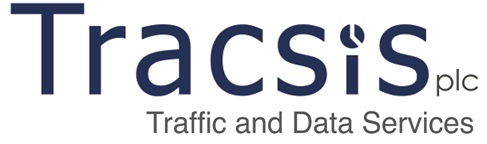 Tracsis plc
Traffic and Data Services